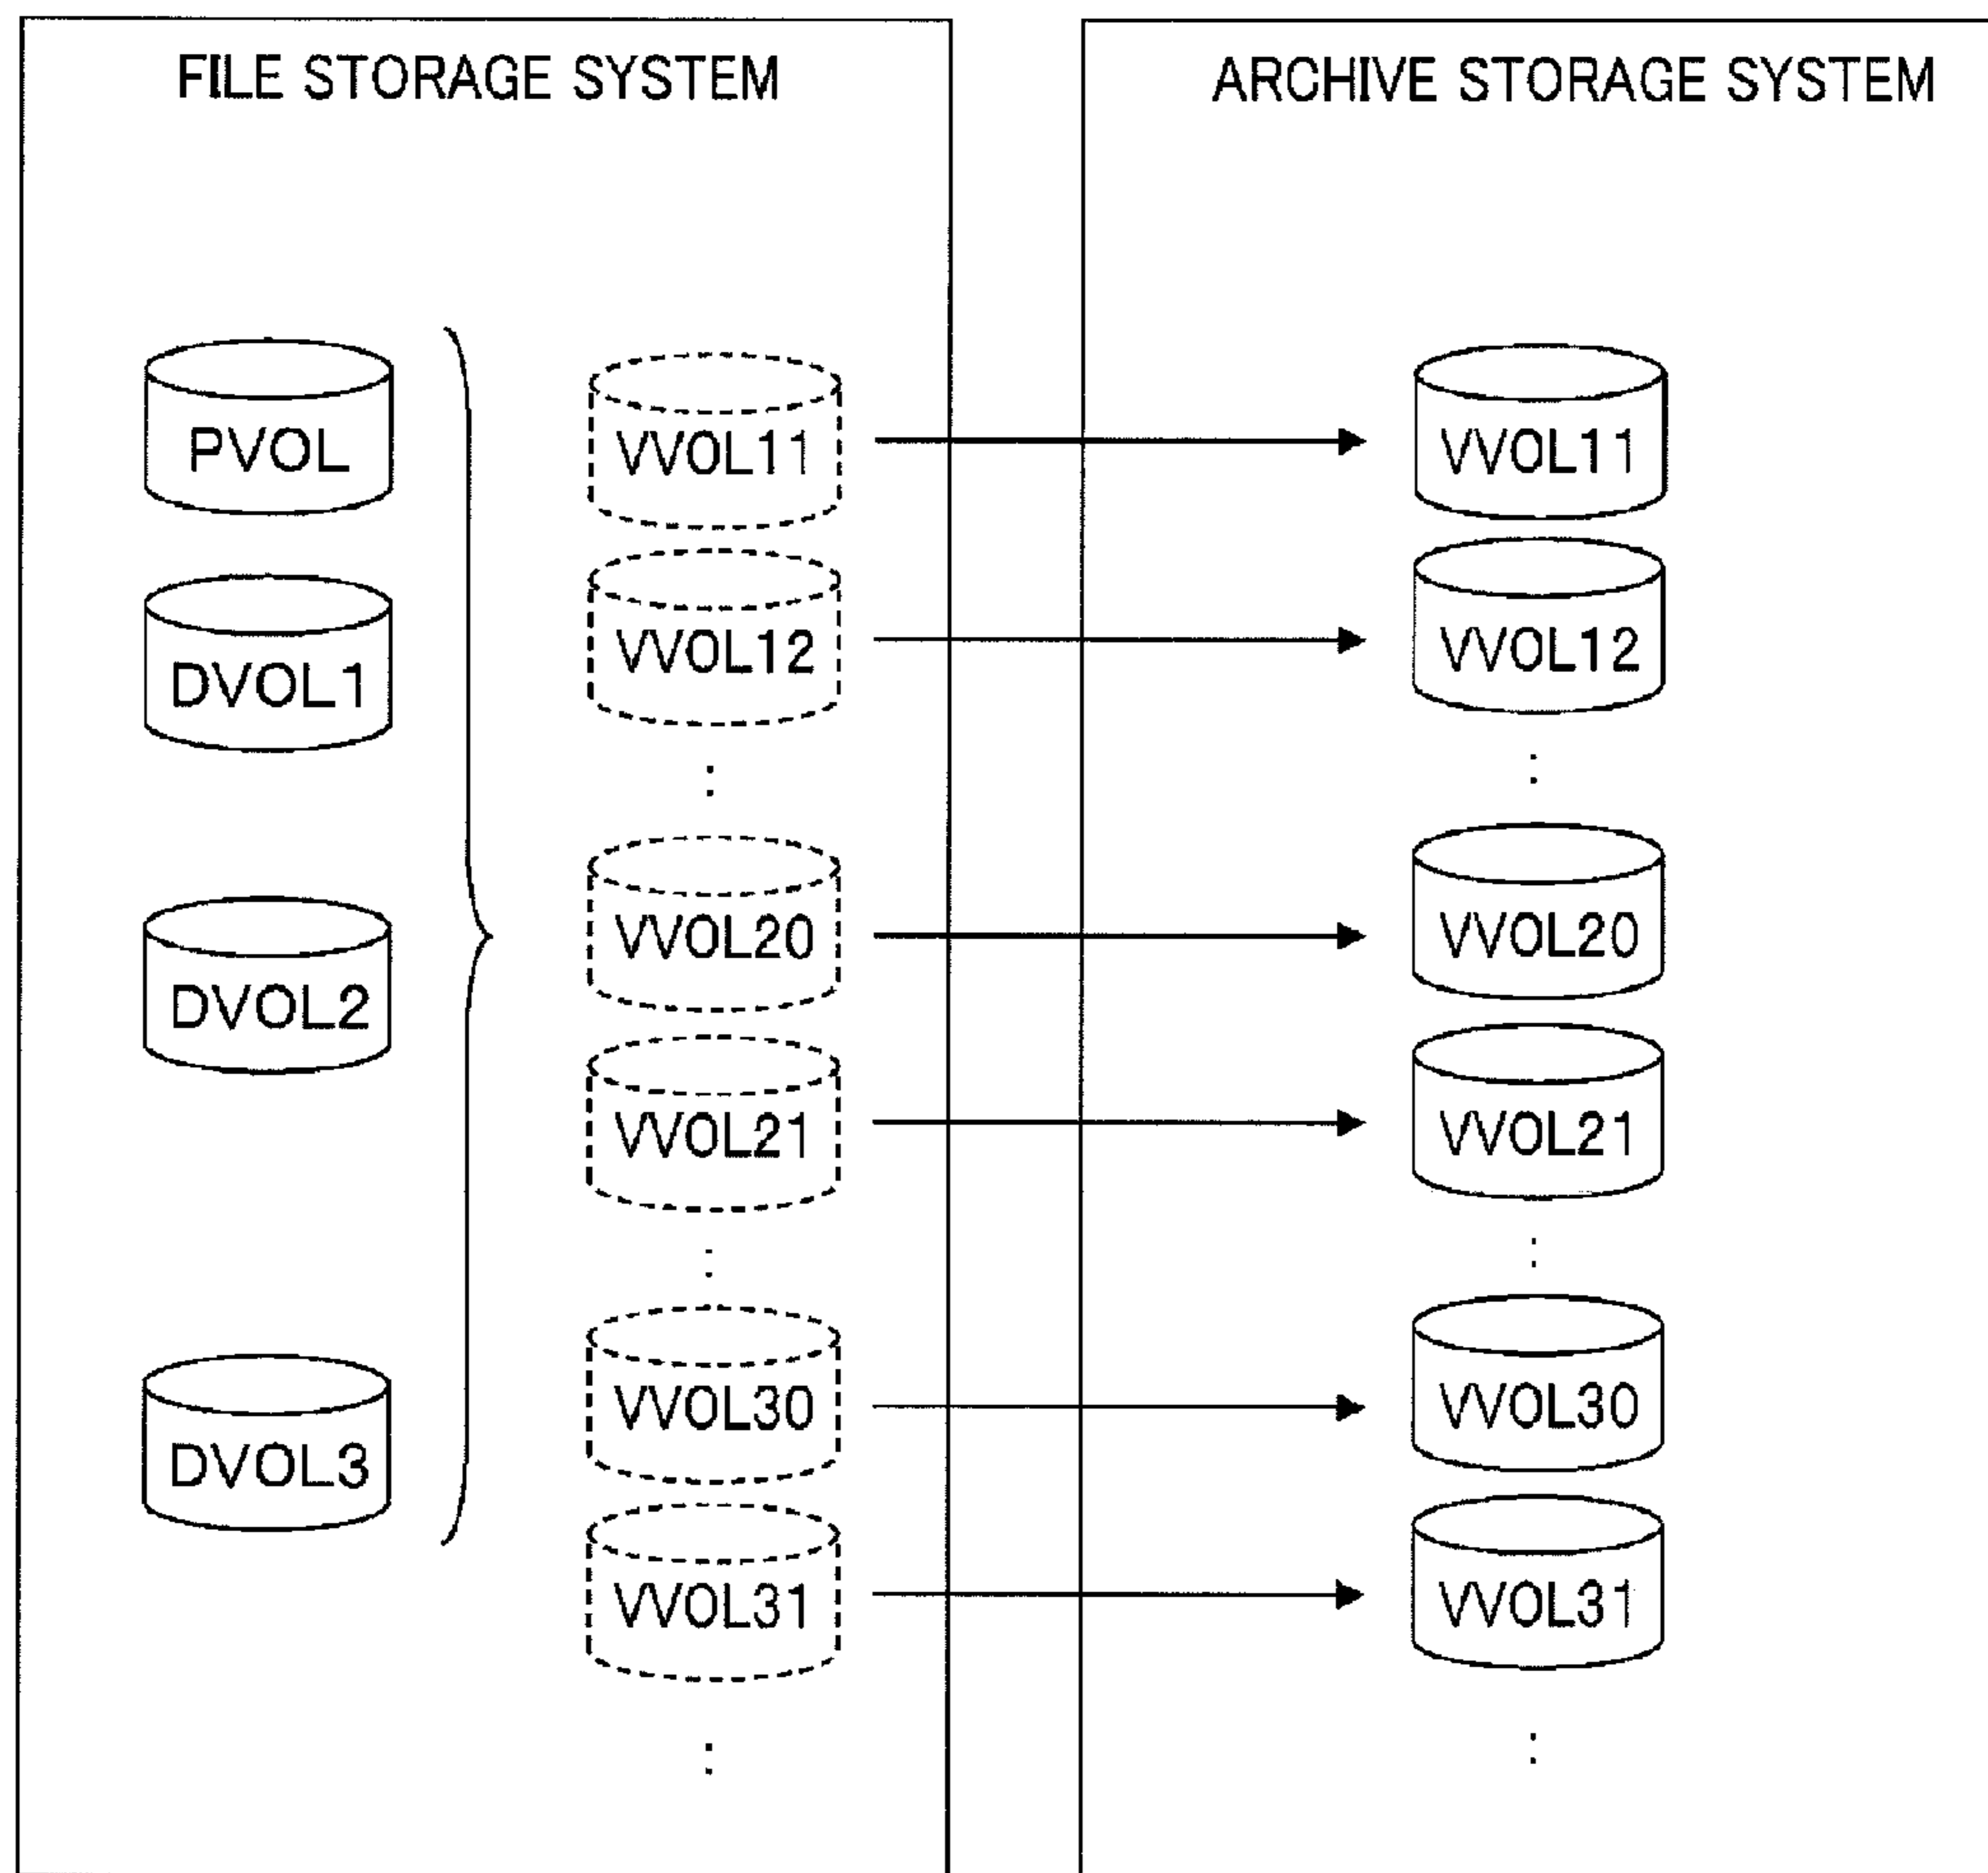 FILE STORAGE SYSTEM
ARCHIVE STORAGE SYSTEM
PVOL
DVOL1
DVOL2
DVOL3
VVOL11
VVOL12
:
VVOL20
VVOL21
:
VVOL30
VVOL31
:
VVOL11
VVOL12
:
VVOL20
VVOL21
:
VVOL30
VVOL31
: